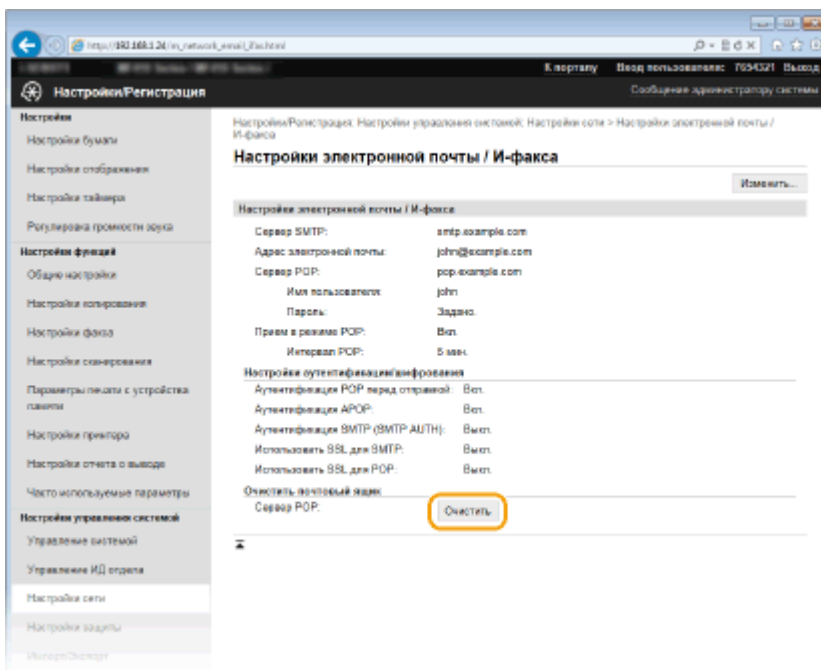 http://192.168.1.24/m_network_email_ifax.html
К порталу Вход пользователя: 7654321 Выход
Настройки/Регистрация
Сообщение администратору системы
Настройки
Настройки бумаги
Настройки отображения
Настройки таймера
Регулировка громкости звука
Настройки функций
Общие настройки
Настройки копирования
Настройки факса
Настройки сканирования
Параметры печати с устройства
памяти
Настройки принтера
Настройки отчета о выводе
Часто используемые параметры
Настройки управления системой
Управление системой
Управление ИД отдела
Настройки сети
Настройки защиты
Импорт/Экспорт
Настройки/Регистрация: Настройки управления системой: Настройки сети > Настройки электронной почты /
И-факса
Настройки электронной почты / И-факса
Изменить...
Настройки электронной почты / И-факса
Сервер SMTP: smtp.example.com
Адрес электронной почты: john@example.com
Сервер POP: pop.example.com
Имя пользователя: john
Пароль: Задано.
Прием в режиме POP: Вкл.
Интервал POP: 5 мин.
Настройки аутентификации/шифрования
Аутентификация POP перед отправкой: Вкл.
Аутентификация APOP: Вкл.
Аутентификация SMTP (SMTP AUTH): Выкл.
Использовать SSL для SMTP: Выкл.
Использовать SSL для POP: Выкл.
Очистить почтовый ящик
Сервер POP: Очистить